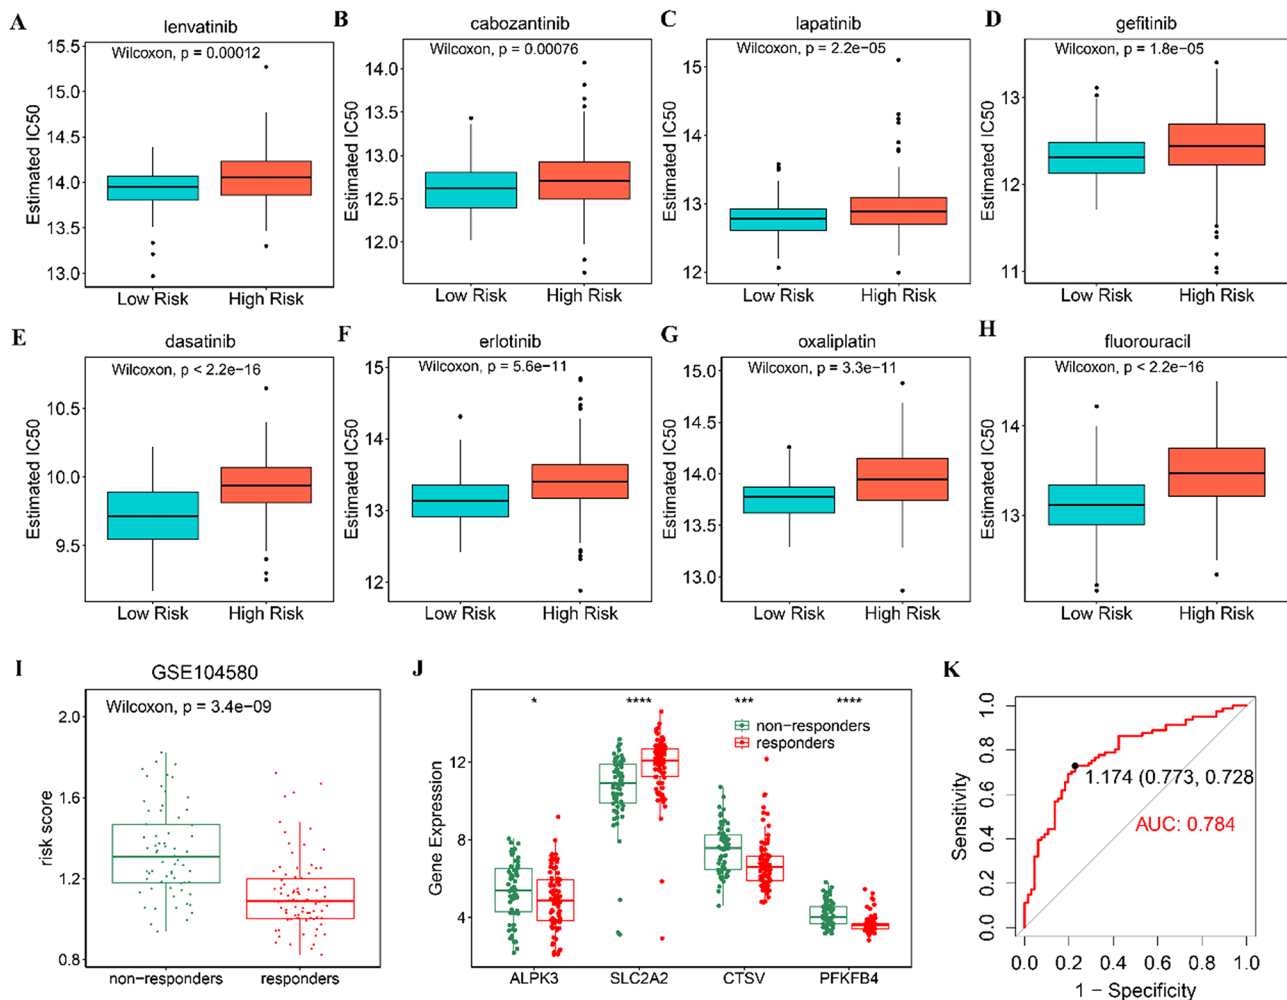 A
lenvatinib
Wilcoxon, p = 0.00012
Estimated IC50
15.5
15.0
14.5
14.0
13.5
13.0
Low Risk
High Risk
B
cabozantinib
Wilcoxon, p = 0.00076
Estimated IC50
14.0
13.5
13.0
12.5
12.0
Low Risk
High Risk
C
lapatinib
Wilcoxon, p = 2.2e−05
Estimated IC50
15
14
13
12
Low Risk
High Risk
D
gefitinib
Wilcoxon, p = 1.8e−05
Estimated IC50
13
12
11
Low Risk
High Risk
E
dasatinib
Wilcoxon, p < 2.2e−16
Estimated IC50
10.5
10.0
9.5
Low Risk
High Risk
F
erlotinib
Wilcoxon, p = 5.6e−11
Estimated IC50
15
14
13
12
Low Risk
High Risk
G
oxaliplatin
Wilcoxon, p = 3.3e−11
Estimated IC50
15.0
14.5
14.0
13.5
13.0
Low Risk
High Risk
H
fluorouracil
Wilcoxon, p < 2.2e−16
Estimated IC50
14
13
Low Risk
High Risk
I
GSE104580
Wilcoxon, p = 3.4e−09
risk score
2.0
1.6
1.2
0.8
non-responders
responders
J
* **** *** ****
non-responders
responders
Gene Expression
12
8
4
ALPK3
SLC2A2
CTSV
PFKFB4
K
Sensitivity
1.0
0.8
0.6
0.4
0.2
0.0
1.174 (0.773, 0.728
AUC: 0.784
0.0 0.2 0.4 0.6 0.8 1.0
1 − Specificity